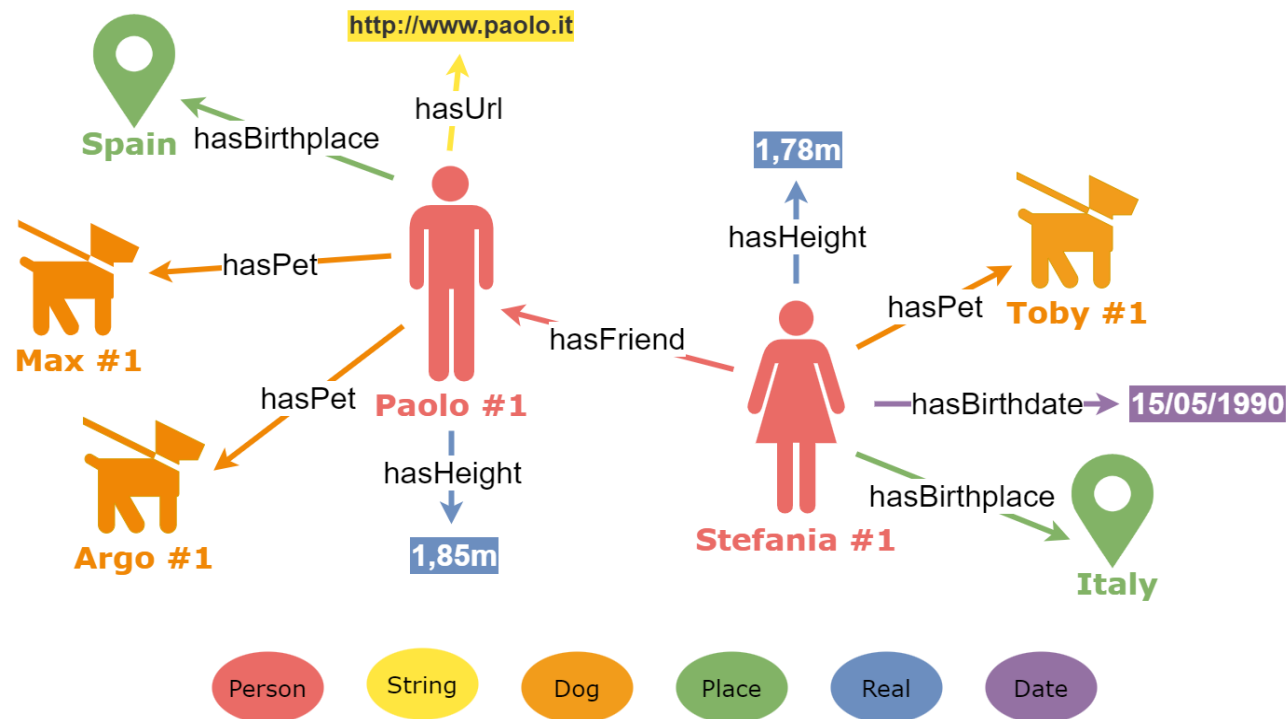 http://www.paolo.it
hasUrl
Spain
hasBirthplace
1,78m
hasHeight
hasPet
Max #1
hasPet
Toby #1
hasFriend
hasPet
Paolo #1
hasBirthdate
15/05/1990
hasHeight
hasBirthplace
Argo #1
1,85m
Stefania #1
Italy
Person
String
Dog
Place
Real
Date